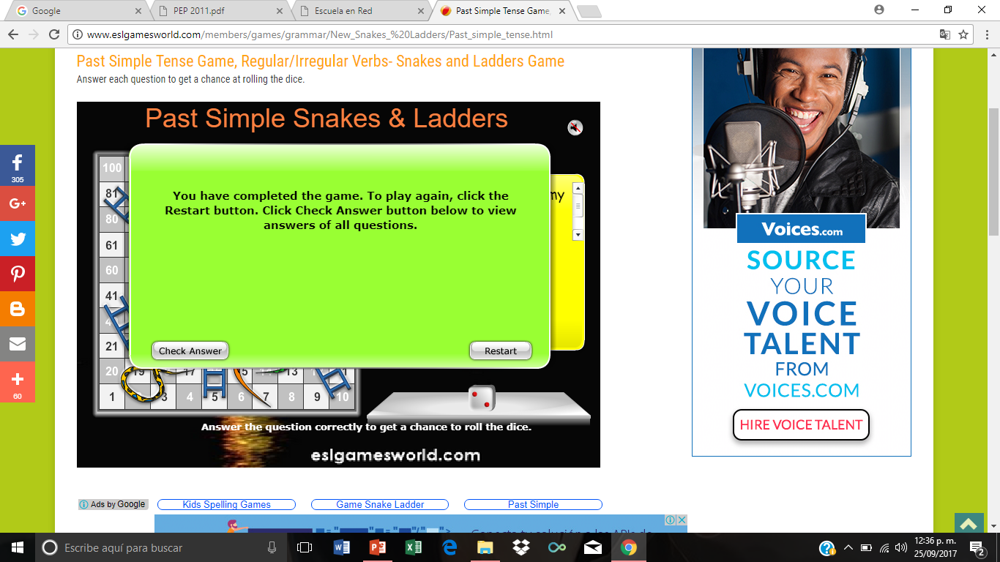 Google
PEP 2011.pdf
Escuela en Red
Past Simple Tense Game,
www.eslgamesworld.com/members/games/grammar/New_Snakes_%20Ladders/Past_simple_tense.html
Past Simple Tense Game, Regular/Irregular Verbs- Snakes and Ladders Game
Answer each question to get a chance at rolling the dice.
Past Simple Snakes & Ladders
305
G+
60
100
81
80
61
60
41
21
20 19 17 13
1 3 4 5 6 7 8 9 10
my
You have completed the game. To play again, click the
Restart button. Click Check Answer button below to view
answers of all questions.
Check Answer
Restart
Answer the question correctly to get a chance to roll the dice.
eslgamesworld.com
Voices.com
SOURCE
YOUR
VOICE
TALENT
FROM
VOICES.COM
HIRE VOICE TALENT
Ads by Google
Kids Spelling Games
Game Snake Ladder
Past Simple
Escribe aquí para buscar
12:36 p. m.
25/09/2017
2